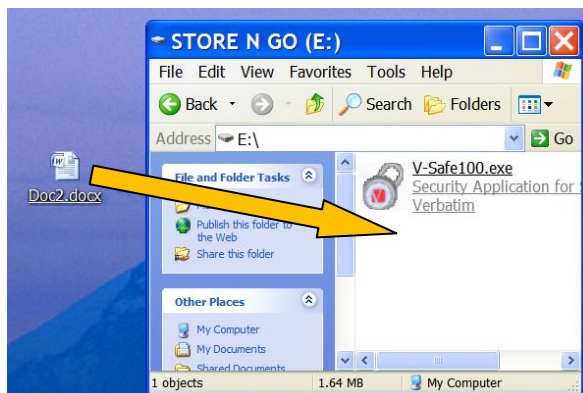 STORE N GO (E:)
File Edit View Favorites Tools Help
Back Search Folders
Address E:\ Go
Doc2.docx
File and Folder Tasks
Publish this folder to
the Web
Share this folder
Other Places
My Computer
My Documents
Shared Documents
V-Safe100.exe
Security Application for
Verbatim
1 objects 1.64 MB My Computer